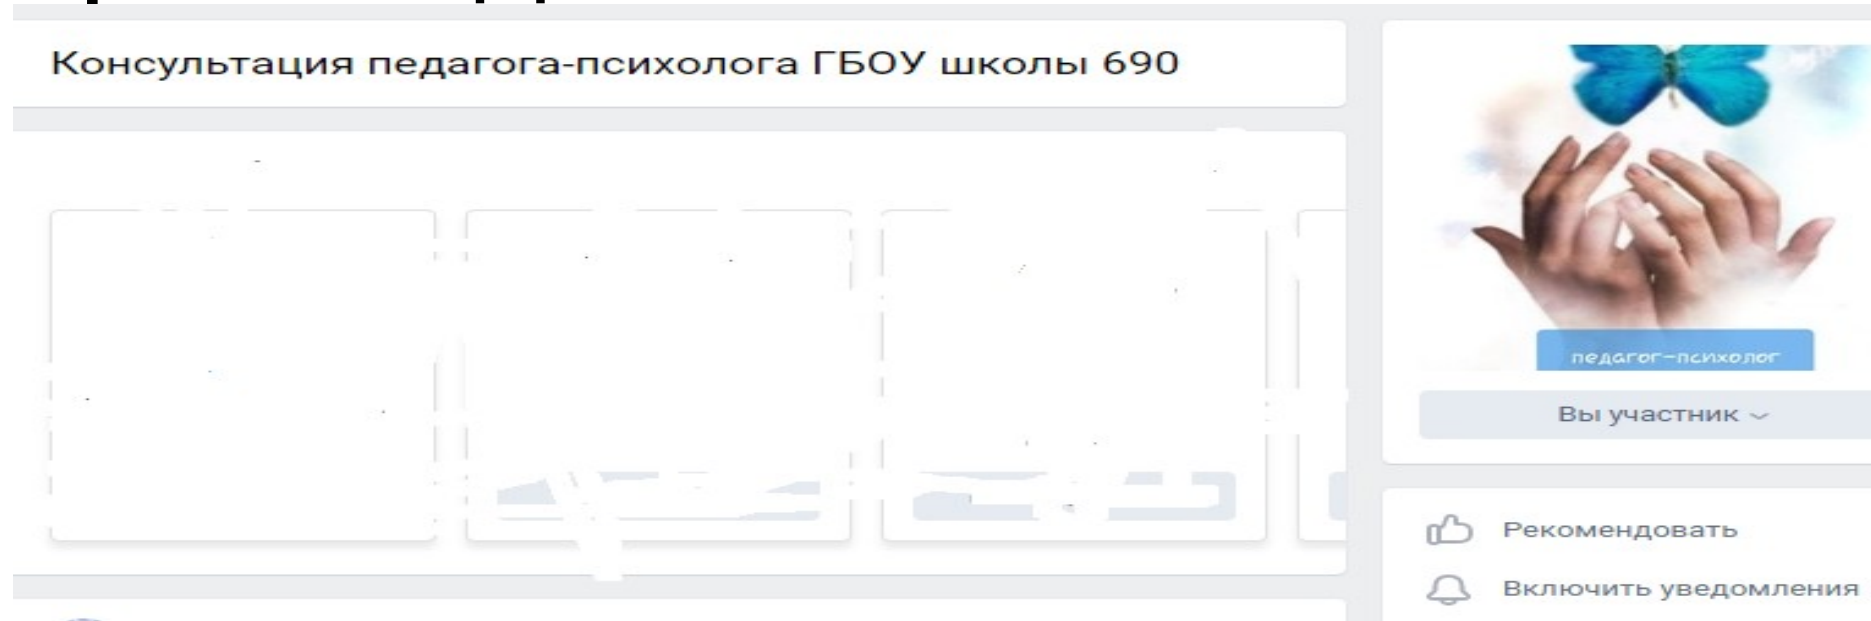 Консультация педагога-психолога ГБОУ школы 690
педагог-психолог
Вы участник
Рекомендовать
Включить уведомления